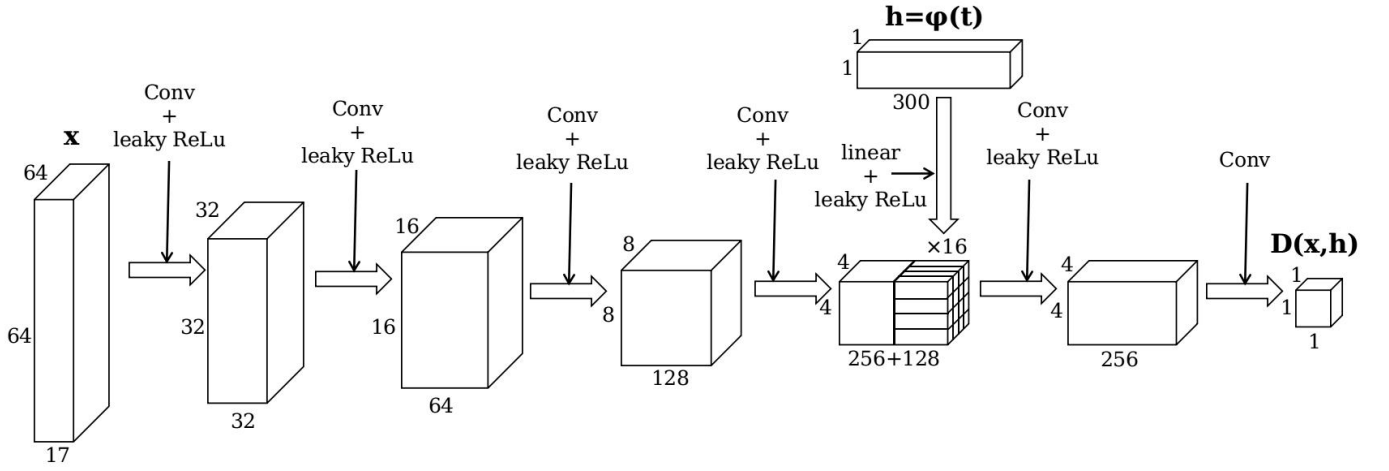 h=φ(t)
1
1
300
Conv
+
leaky ReLu
Conv
+
leaky ReLu
Conv
+
leaky ReLu
Conv
+
leaky ReLu
linear
+
leaky ReLu
Conv
+
leaky ReLu
Conv
x
64
64
17
32
32
32
16
16
64
8
8
128
×16
4
4
256+128
4
4
256
D(x,h)
1
1
1